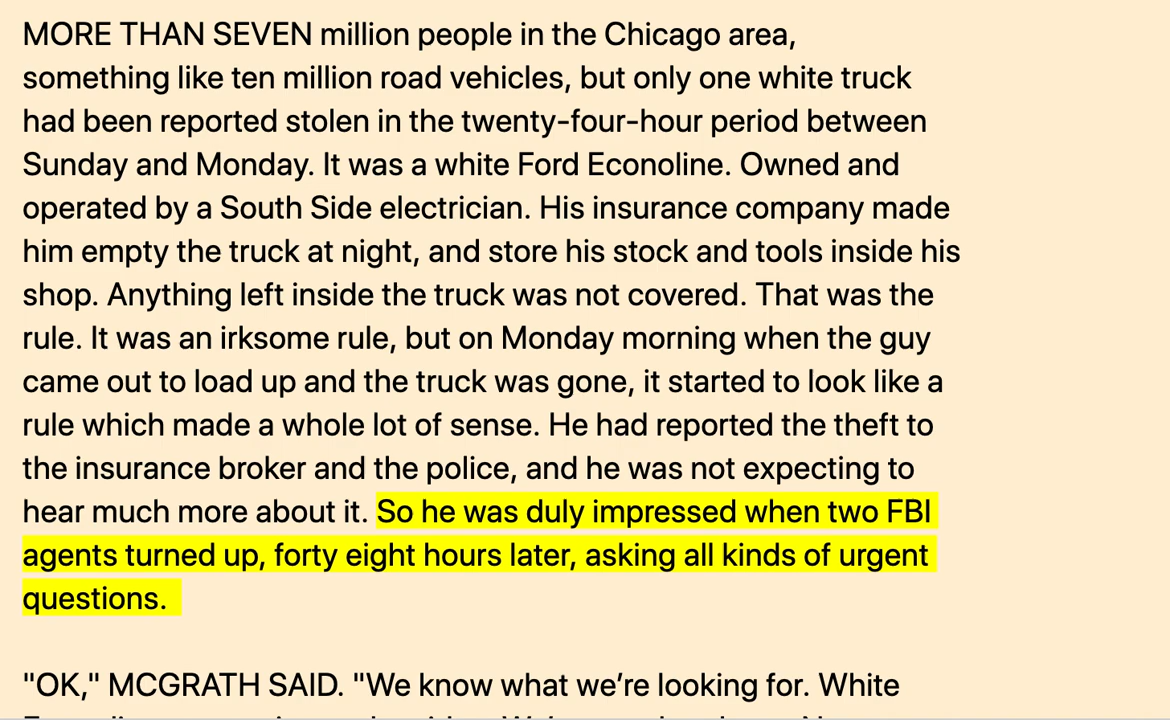 MORE THAN SEVEN million people in the Chicago area,
something like ten million road vehicles, but only one white truck
had been reported stolen in the twenty-four-hour period between
Sunday and Monday. It was a white Ford Econoline. Owned and
operated by a South Side electrician. His insurance company made
him empty the truck at night, and store his stock and tools inside his
shop. Anything left inside the truck was not covered. That was the
rule. It was an irksome rule, but on Monday morning when the guy
came out to load up and the truck was gone, it started to look like a
rule which made a whole lot of sense. He had reported the theft to
the insurance broker and the police, and he was not expecting to
hear much more about it. So he was duly impressed when two FBI
agents turned up, forty eight hours later, asking all kinds of urgent
questions.
"OK," MCGRATH SAID. "We know what we’re looking for. White